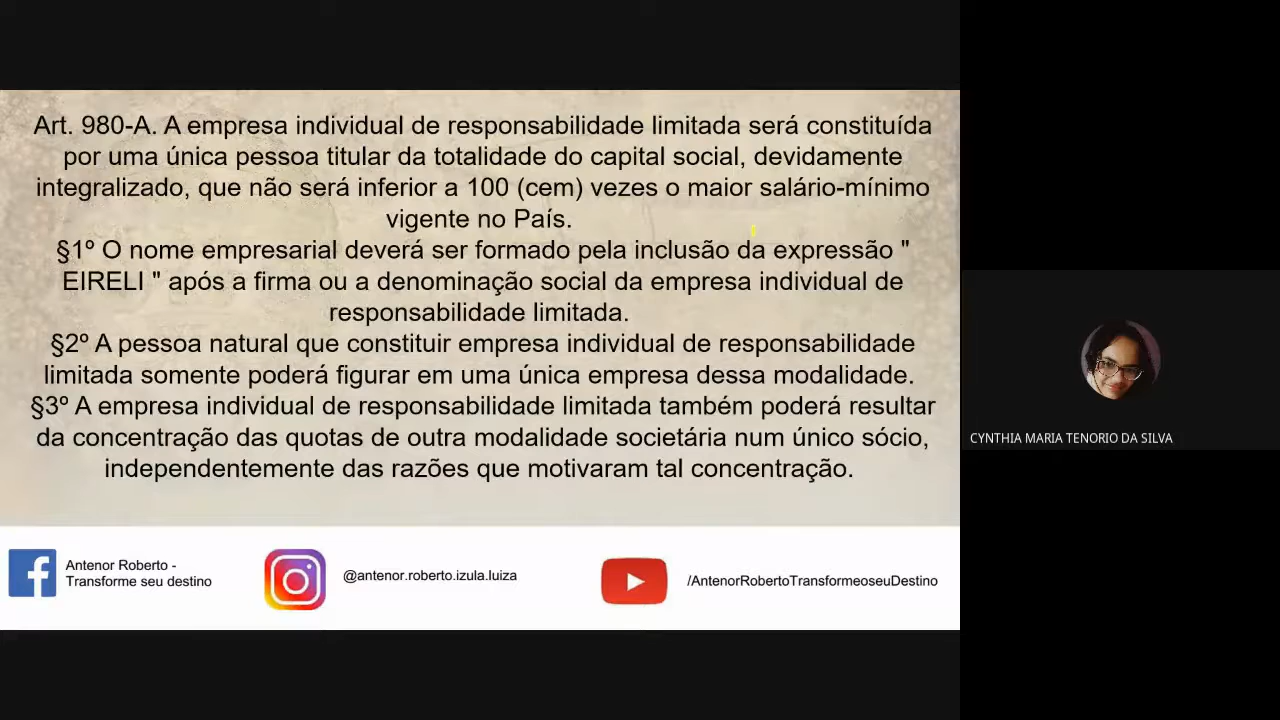 Art. 980-A. A empresa individual de responsabilidade limitada será constituída
por uma única pessoa titular da totalidade do capital social, devidamente
integralizado, que não será inferior a 100 (cem) vezes o maior salário-mínimo
vigente no País.
§1º O nome empresarial deverá ser formado pela inclusão da expressão "
EIRELI " após a firma ou a denominação social da empresa individual de
responsabilidade limitada.
§2º A pessoa natural que constituir empresa individual de responsabilidade
limitada somente poderá figurar em uma única empresa dessa modalidade.
§3º A empresa individual de responsabilidade limitada também poderá resultar
da concentração das quotas de outra modalidade societária num único sócio,
independentemente das razões que motivaram tal concentração.
Antenor Roberto -
Transforme seu destino
@antenor.roberto.izula.luiza
/AntenorRobertoTransformeoseuDestino
CYNTHIA MARIA TENORIO DA SILVA